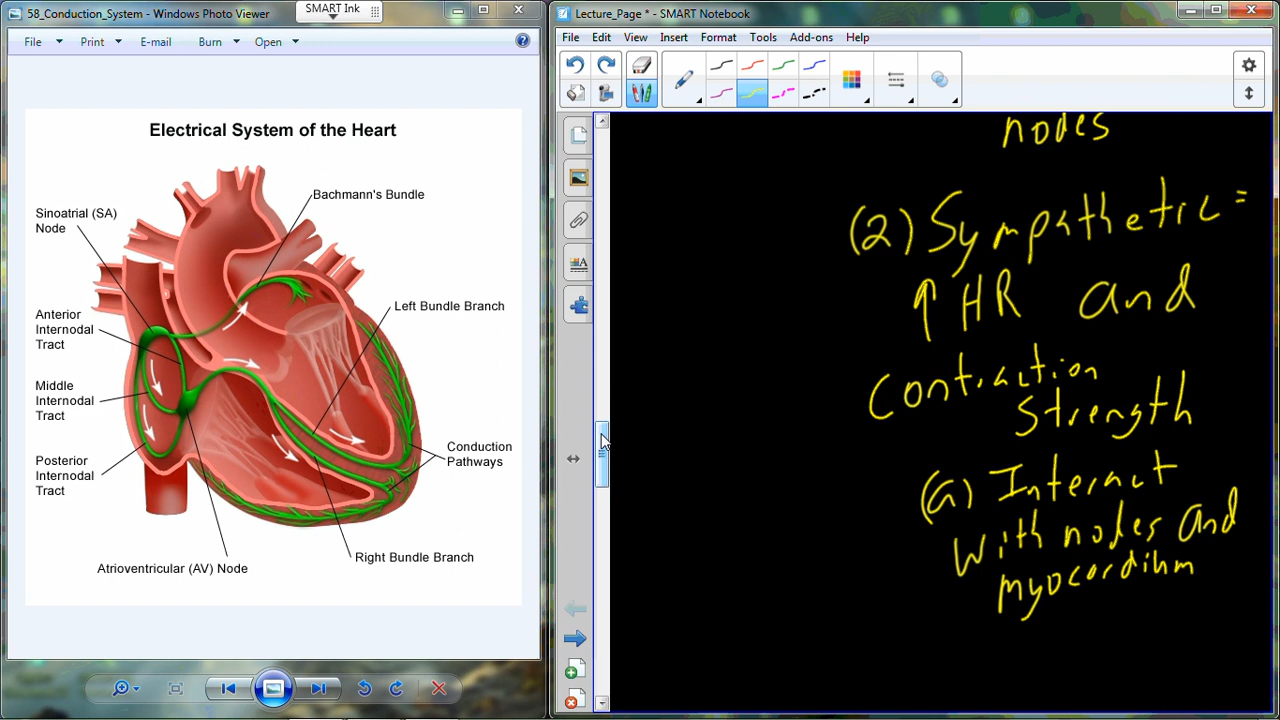 58_Conduction_System - Windows Photo Viewer
SMART Ink
File Print E-mail Burn Open
Electrical System of the Heart
Bachmann's Bundle
Sinoatrial (SA)
Node
Left Bundle Branch
Anterior
Internodal
Tract
Middle
Internodal
Tract
Conduction
Pathways
Posterior
Internodal
Tract
Right Bundle Branch
Atrioventricular (AV) Node
Lecture_Page * - SMART Notebook
File Edit View Insert Format Tools Add-ons Help
nodes
(2) Sympathetic =
↑ HR and
Contraction
Strength
(a) Interact
with nodes and
myocardium